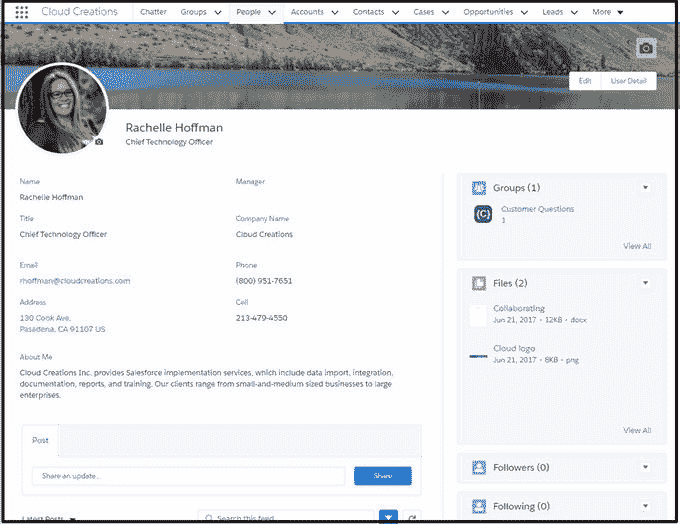 Cloud Creations Chatter Groups People Accounts Contacts Cases Opportunities Leads More
Edit User Detail
Rachelle Hoffman
Chief Technology Officer
Name Manager
Rachelle Hoffman
Title Company Name
Chief Technology Officer Cloud Creations
Email Phone
rhoffman@cloudcreations.com (800) 951-7651
Address Cell
130 Cook Ave. 213-479-4550
Pasadena, CA 91107 US
About Me
Cloud Creations Inc. provides Salesforce implementation services, which include data import, integration,
documentation, reports, and training. Our clients range from small-and-medium sized businesses to large
enterprises.
Post
Share an update... Share
Latest Posts Search this feed...
Groups (1)
{C} Customer Questions
1
View All
Files (2)
Collaborating
Jun 21, 2017 • 12KB • docx
Cloud logo
Jun 21, 2017 • 8KB • png
View All
Followers (0)
Following (0)